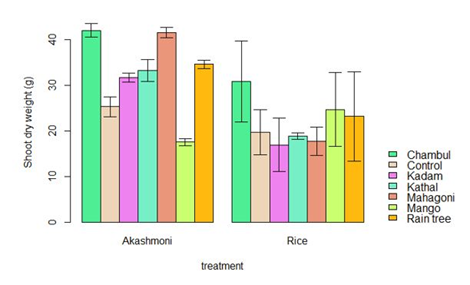 Shoot dry weight (g)
40
30
20
10
0
Akashmoni
Rice
treatment
Chambul
Control
Kadam
Kathal
Mahagoni
Mango
Rain tree